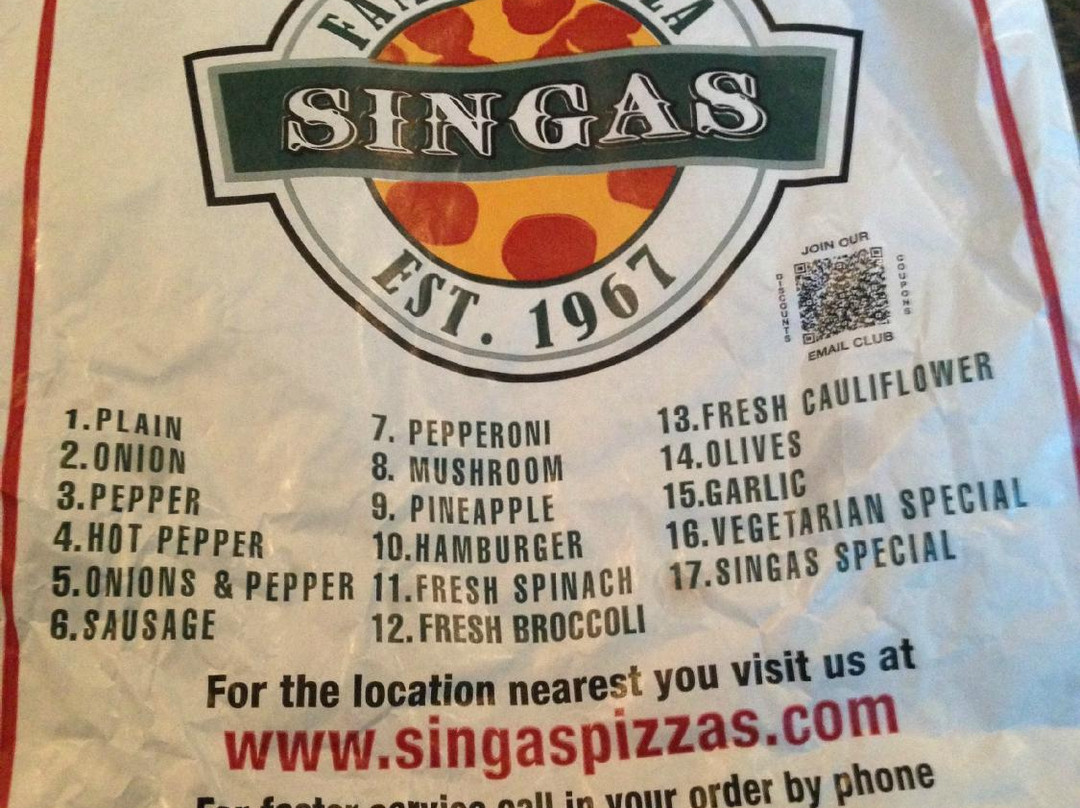 SINGAS
EST. 1967
JOIN OUR
DISCOUNTS
COUPONS
EMAIL CLUB
1.PLAIN
2.ONION
3.PEPPER
4.HOT PEPPER
5.ONIONS & PEPPER
6.SAUSAGE
7. PEPPERONI
8. MUSHROOM
9. PINEAPPLE
10.HAMBURGER
11.FRESH SPINACH
12.FRESH BROCCOLI
13.FRESH CAULIFLOWER
14.OLIVES
15.GARLIC
16.VEGETARIAN SPECIAL
17.SINGAS SPECIAL
For the location nearest you visit us at
www.singaspizzas.com
For faster service call in your order by phone